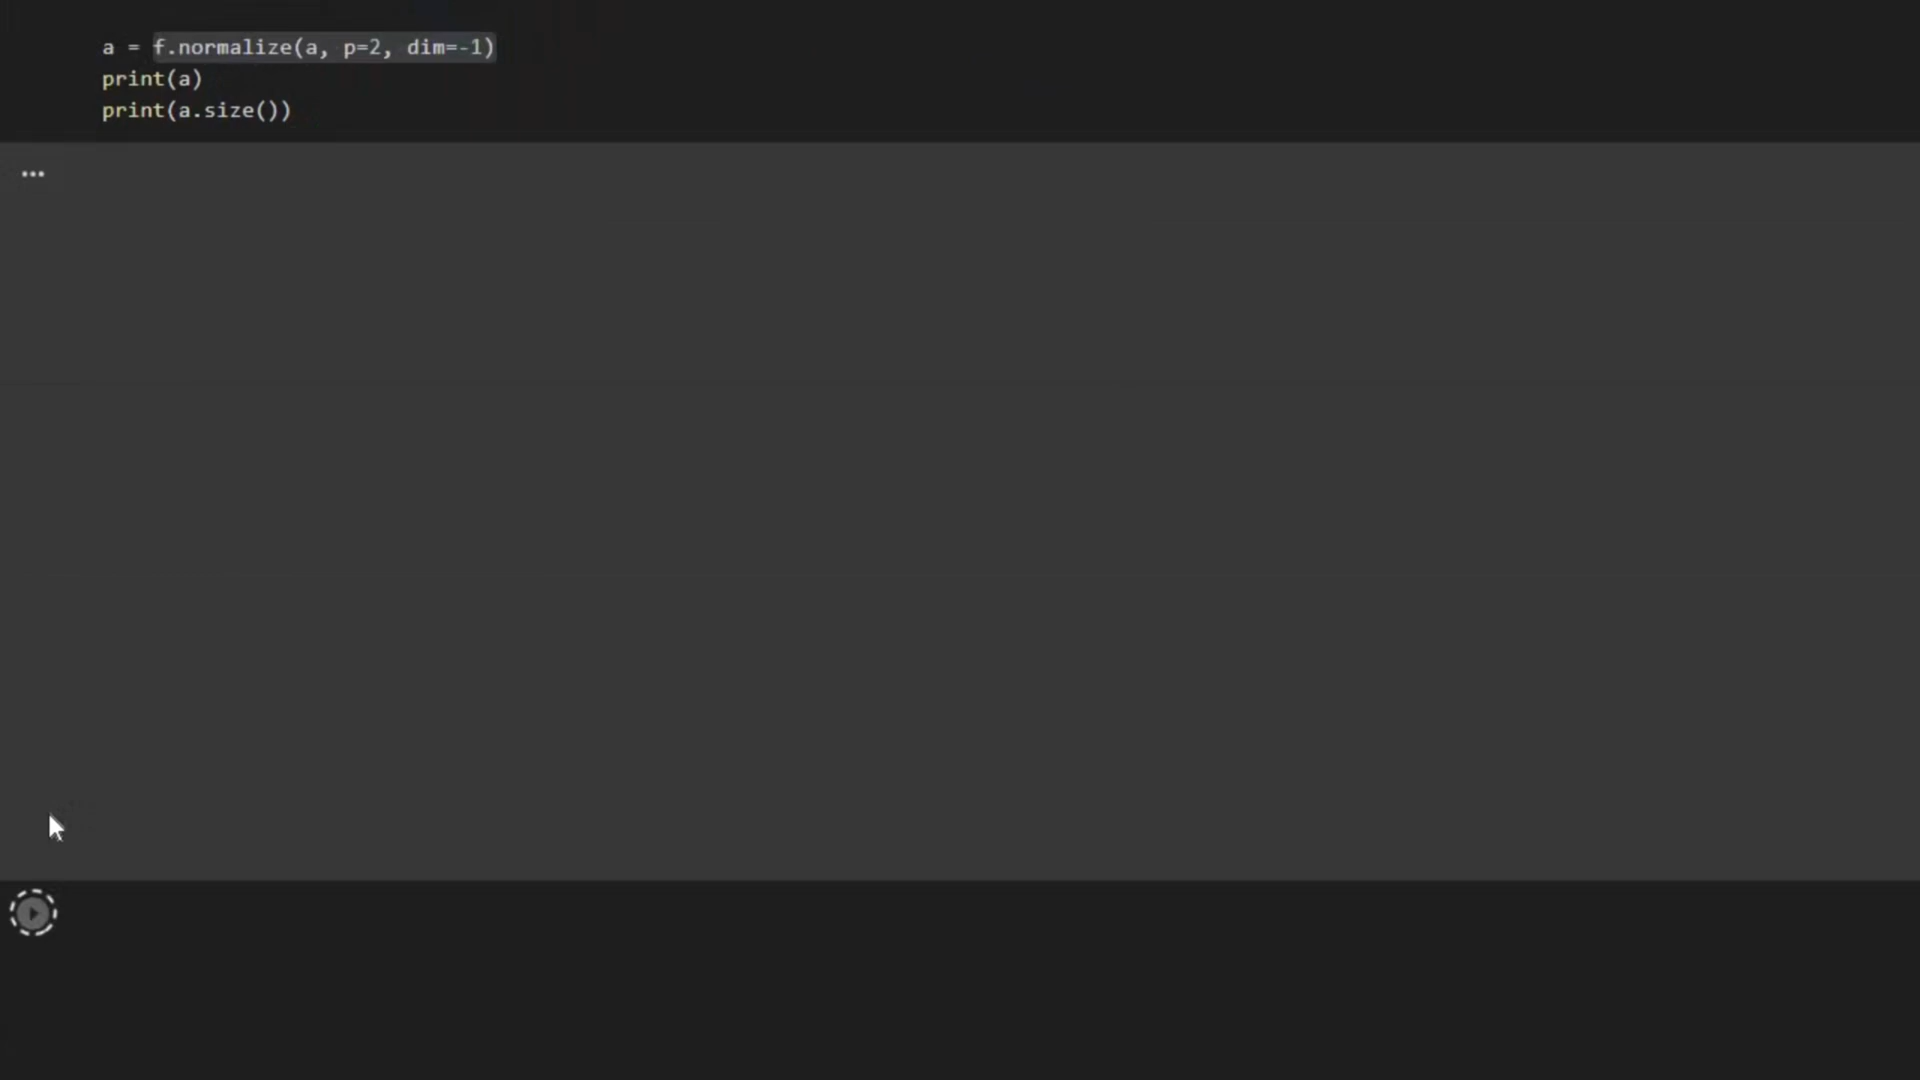 a = f.normalize(a, p=2, dim=-1)
print(a)
print(a.size())